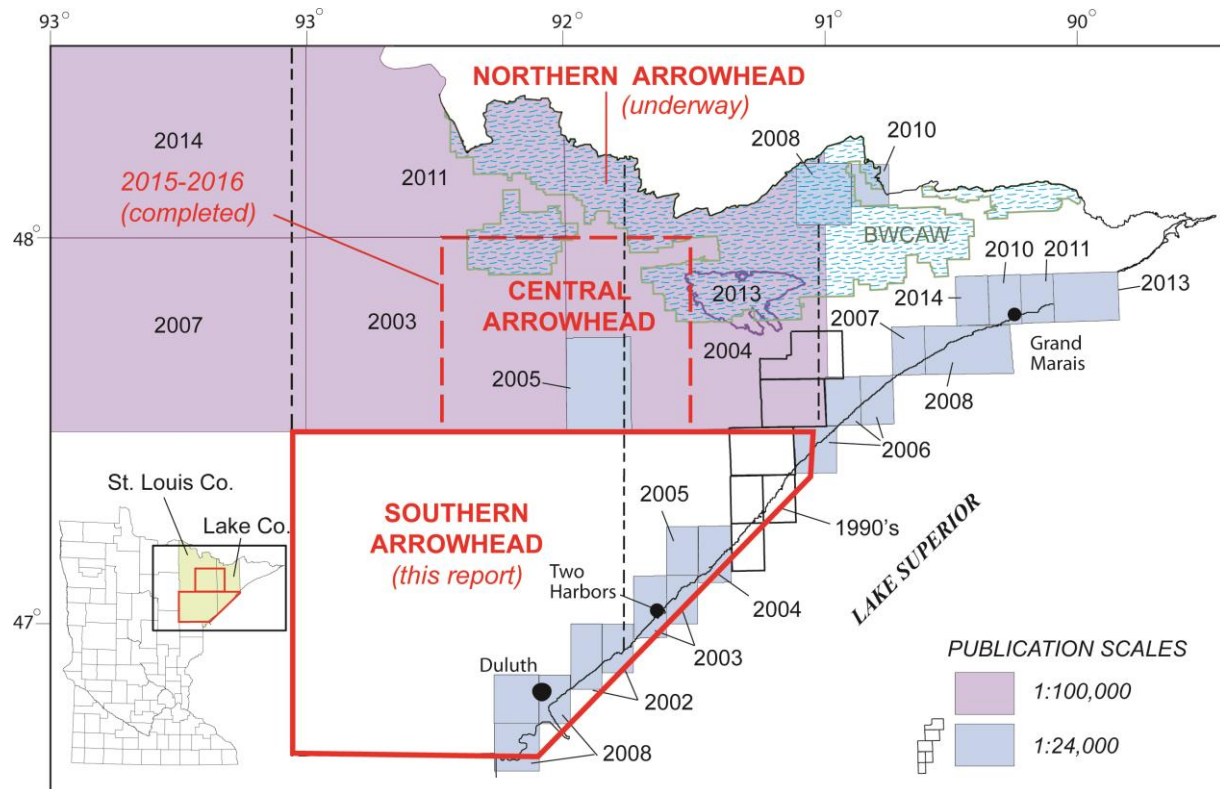 93°
93°
92°
91°
90°
NORTHERN ARROWHEAD
(underway)
2014
2008
2010
2015-2016
(completed)
2011
48°
BWCAW
CENTRAL
ARROWHEAD
2013
2010
2011
2014
2013
2007
2003
2007
2004
Grand
Marais
2005
2008
2006
St. Louis Co.
Lake Co.
SOUTHERN
ARROWHEAD
(this report)
2005
1990's
Two
Harbors
LAKE SUPERIOR
2004
47°
2003
Duluth
2002
2008
PUBLICATION SCALES
1:100,000
1:24,000